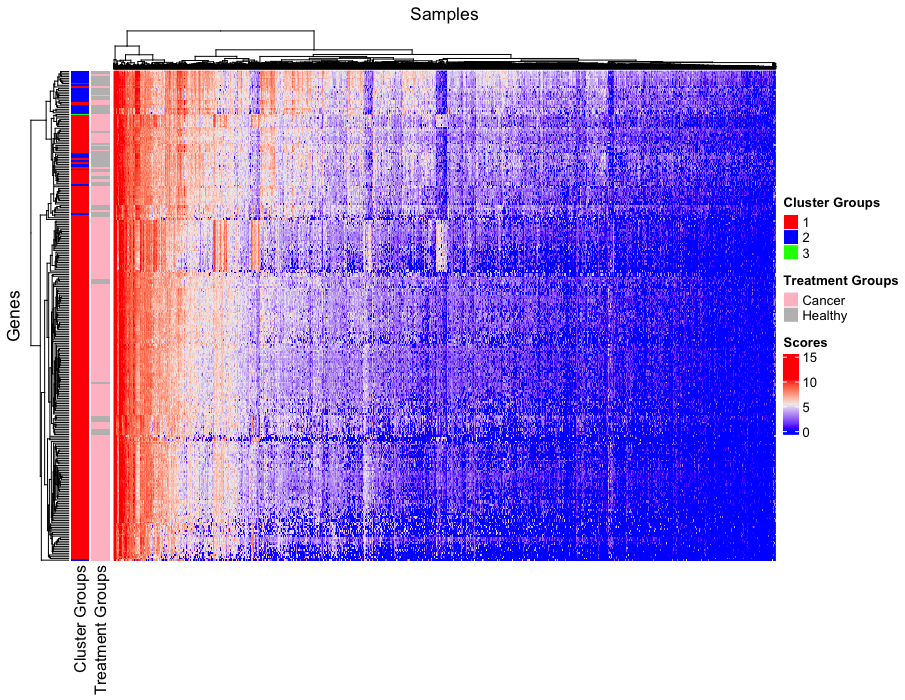 Samples
Genes
Cluster Groups
Treatment Groups
Cluster Groups
1
2
3
Treatment Groups
Cancer
Healthy
Scores
15
10
5
0